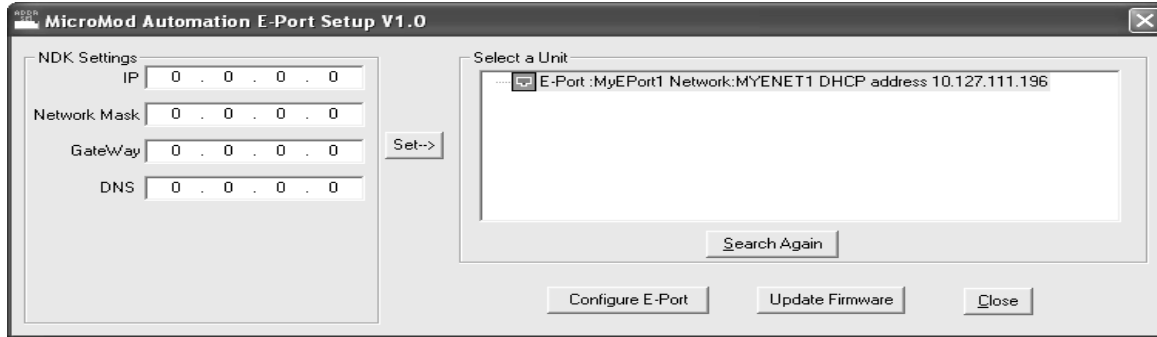 MicroMod Automation E-Port Setup V1.0
NDK Settings
IP 0 . 0 . 0 . 0
Network Mask 0 . 0 . 0 . 0
GateWay 0 . 0 . 0 . 0
DNS 0 . 0 . 0 . 0
Set-->
Select a Unit
E-Port :MyEPort1 Network:MYENET1 DHCP address 10.127.111.196
Search Again
Configure E-Port
Update Firmware
Close